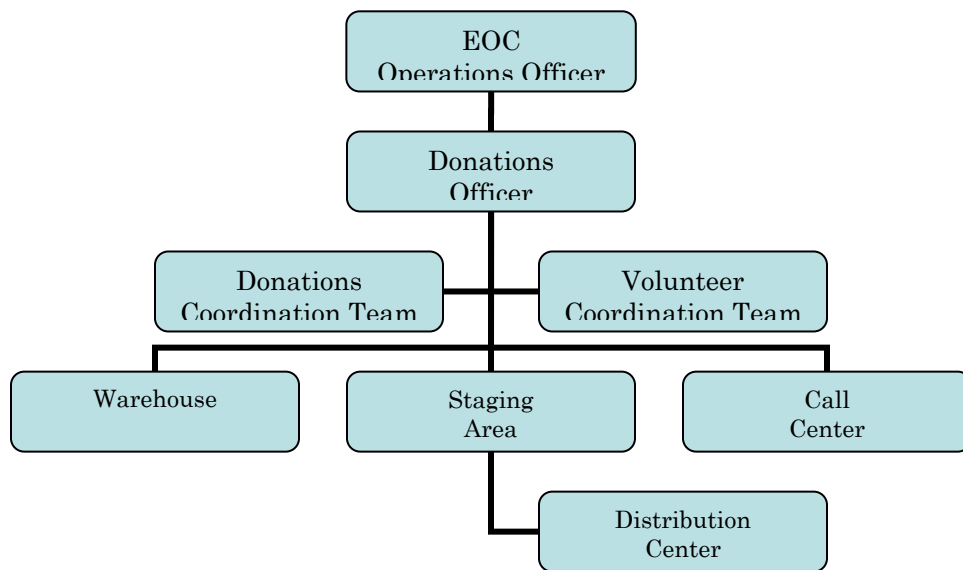 EOC
Operations Officer
Donations
Officer
Donations
Coordination Team
Volunteer
Coordination Team
Warehouse
Staging
Area
Call
Center
Distribution
Center